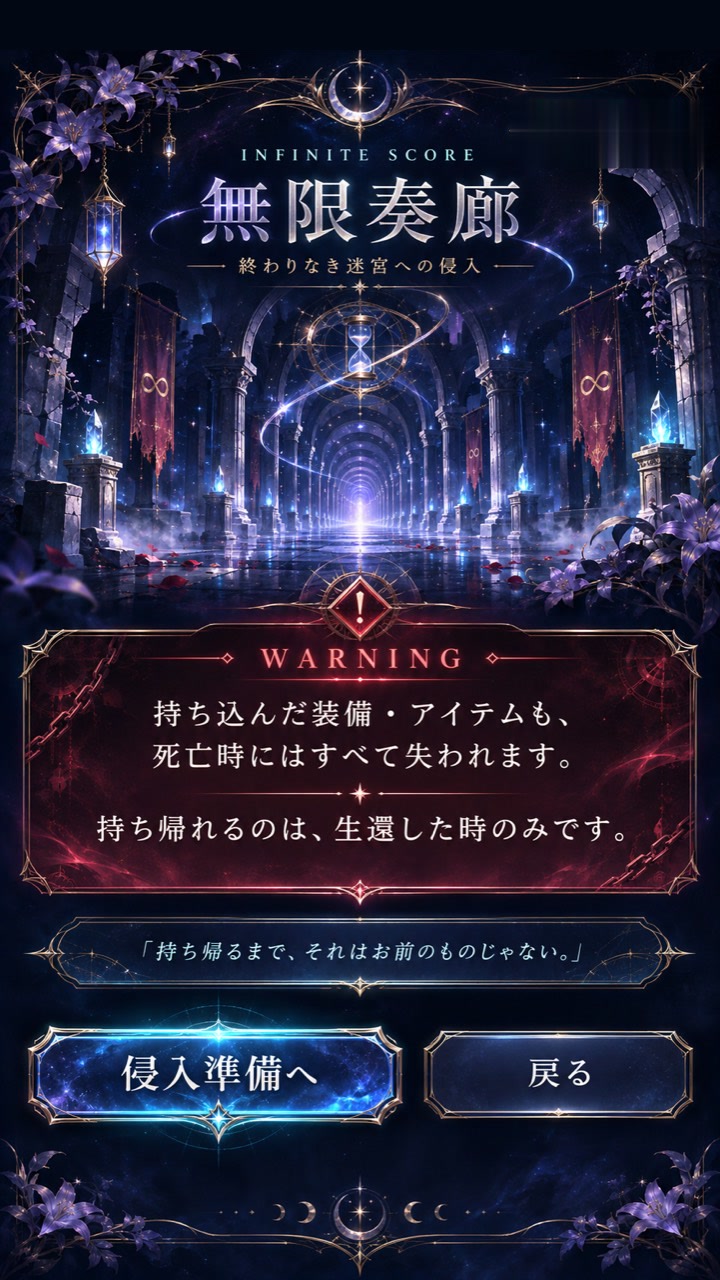 INFINITE SCORE
無限奏廊
終わりなき迷宮への侵入
!
WARNING
持ち込んだ装備・アイテムも、
死亡時にはすべて失われます。
持ち帰れるのは、生還した時のみです。
「持ち帰るまで、それはお前のものじゃない。」
侵入準備へ
戻る